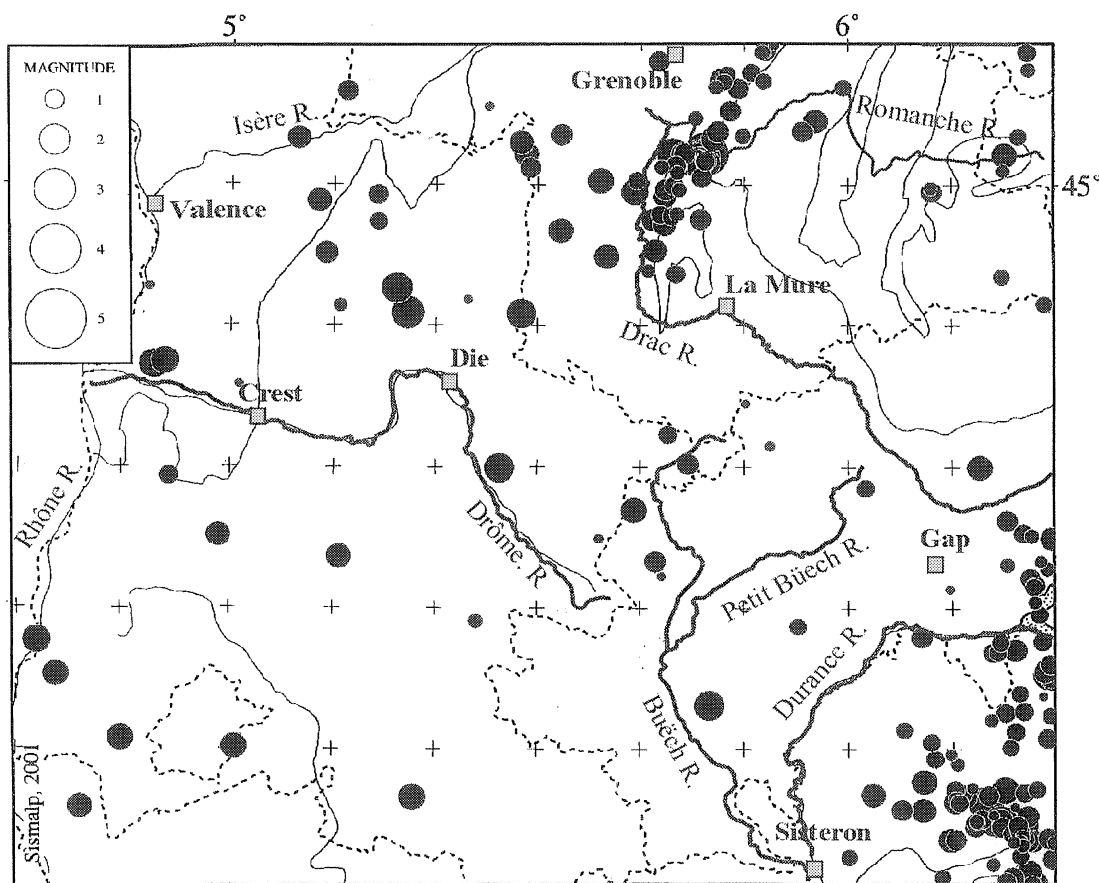 5°
6°
MAGNITUDE
1
2
3
4
5
Grenoble
Isère R.
Romanche R.
45°
Valence
La Mure
Drac R.
Die
Crest
Rhône R.
Drôme R
Gap
Petit Büech R.
Durance R.
Buëch R.
Sisteron
Sismalp, 2001